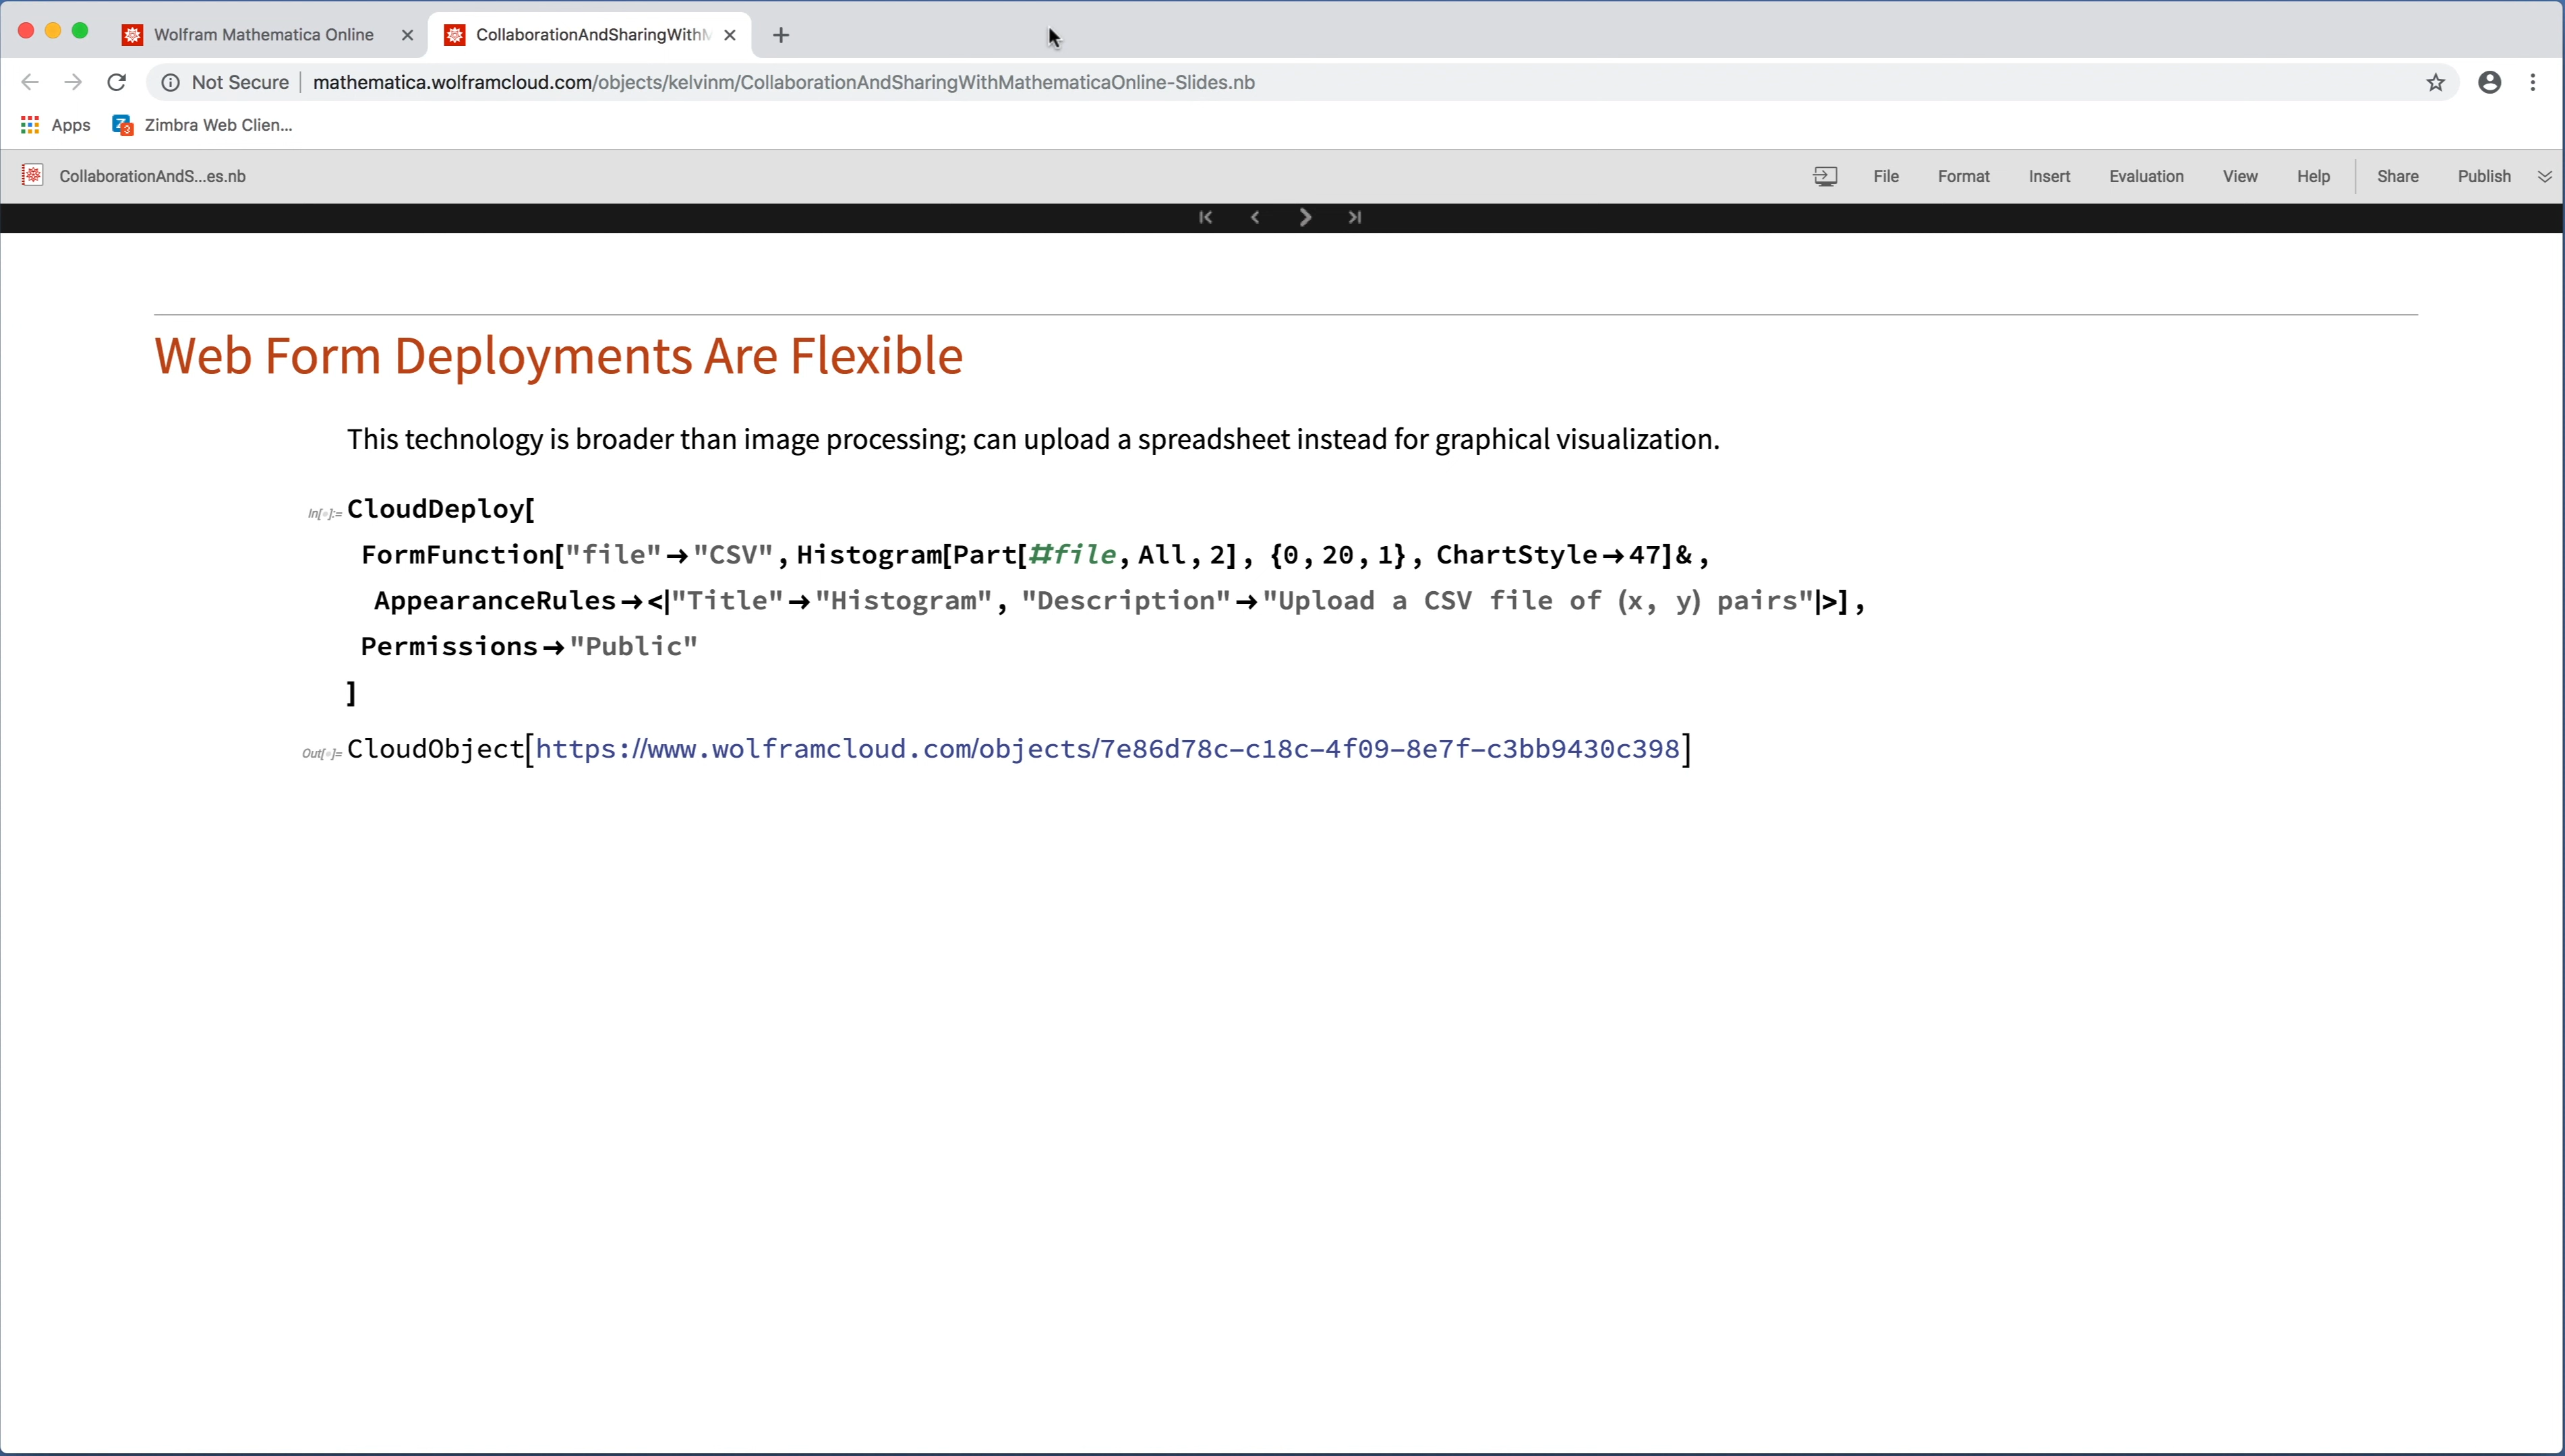 Wolfram Mathematica Online
CollaborationAndSharingWithM
Not Secure
mathematica.wolframcloud.com/objects/kelvinm/CollaborationAndSharingWithMathematicaOnline-Slides.nb
Apps
Zimbra Web Clien...
CollaborationAndS...es.nb
File
Format
Insert
Evaluation
View
Help
Share
Publish
Web Form Deployments Are Flexible
This technology is broader than image processing; can upload a spreadsheet instead for graphical visualization.
In[◦]:= CloudDeploy[
FormFunction["file"→"CSV", Histogram[Part[#file, All, 2], {0, 20, 1}, ChartStyle→47]&,
AppearanceRules→<|"Title"→"Histogram", "Description"→"Upload a CSV file of (x, y) pairs"|>],
Permissions→"Public"
]
Out[◦]= CloudObject[https://www.wolframcloud.com/objects/7e86d78c-c18c-4f09-8e7f-c3bb9430c398]